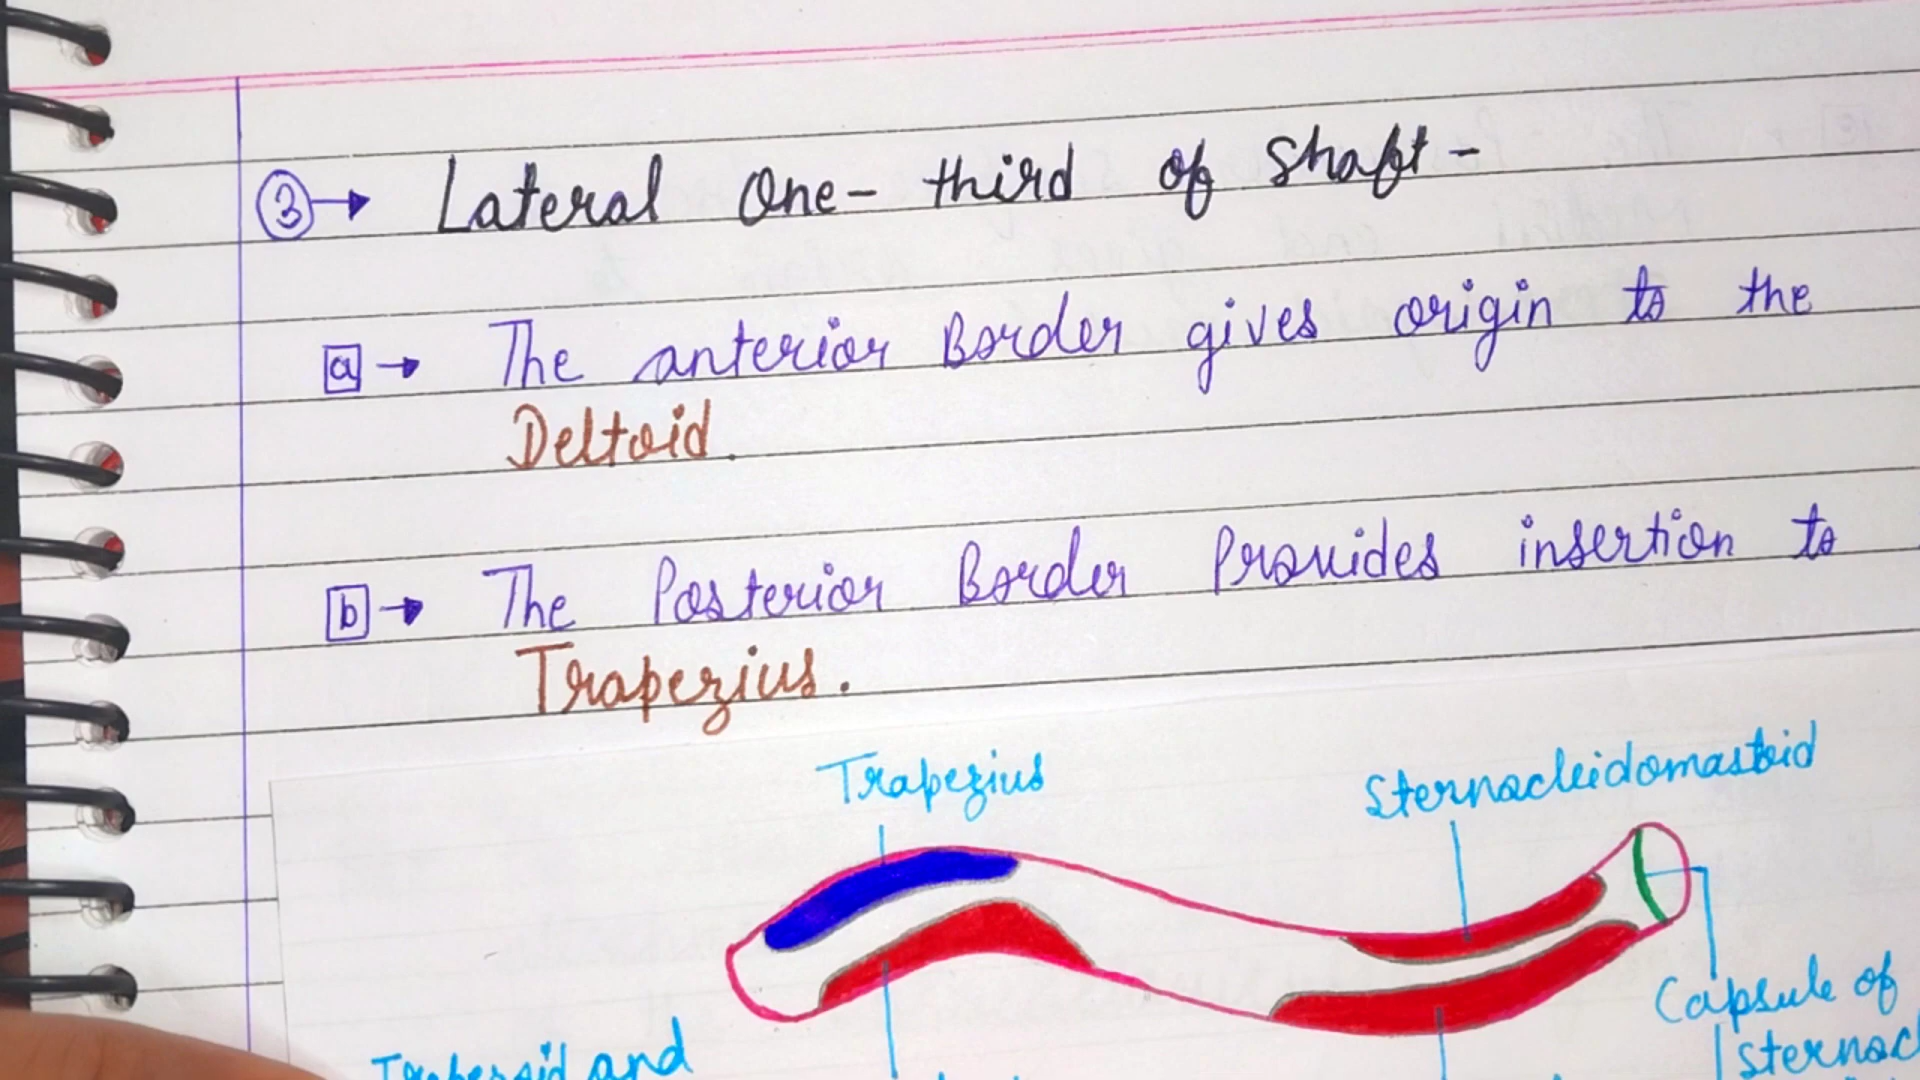 3 → Lateral One-third of Shaft -
a → The anterior Border gives origin to the
Deltoid.
b → The Posterior Border Provides insertion to
Trapezius.
Trapezius
Sternocleidomastoid
Capsule of
Trapezoid and